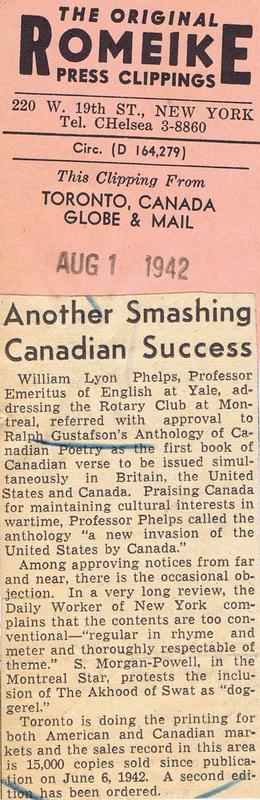 THE ORIGINAL
ROMEIKE
PRESS CLIPPINGS
220 W. 19th ST., NEW YORK
Tel. CHelsea 3-8860
Circ. (D 164,279)
This Clipping From
TORONTO, CANADA
GLOBE & MAIL
AUG 1 1942
Another Smashing
Canadian Success
William Lyon Phelps, Professor
Emeritus of English at Yale, ad-
dressing the Rotary Club at Mon-
treal, referred with approval to
Ralph Gustafson's Anthology of Ca-
nadian Poetry as the first book of
Canadian verse to be issued simul-
taneously in Britain, the United
States and Canada. Praising Canada
for maintaining cultural interests in
wartime, Professor Phelps called the
anthology "a new invasion of the
United States by Canada."
Among approving notices from far
and near, there is the occasional ob-
jection. In a very long review, the
Daily Worker of New York com-
plains that the contents are too con-
ventional—"regular in rhyme and
meter and thoroughly respectable of
theme." S. Morgan-Powell, in the
Montreal Star, protests the inclu-
sion of The Akhood of Swat as "dog-
gerel."
Toronto is doing the printing for
both American and Canadian mar-
kets and the sales record in this area
is 15,000 copies sold since publica-
tion on June 6, 1942. A second edi-
tion has been ordered.